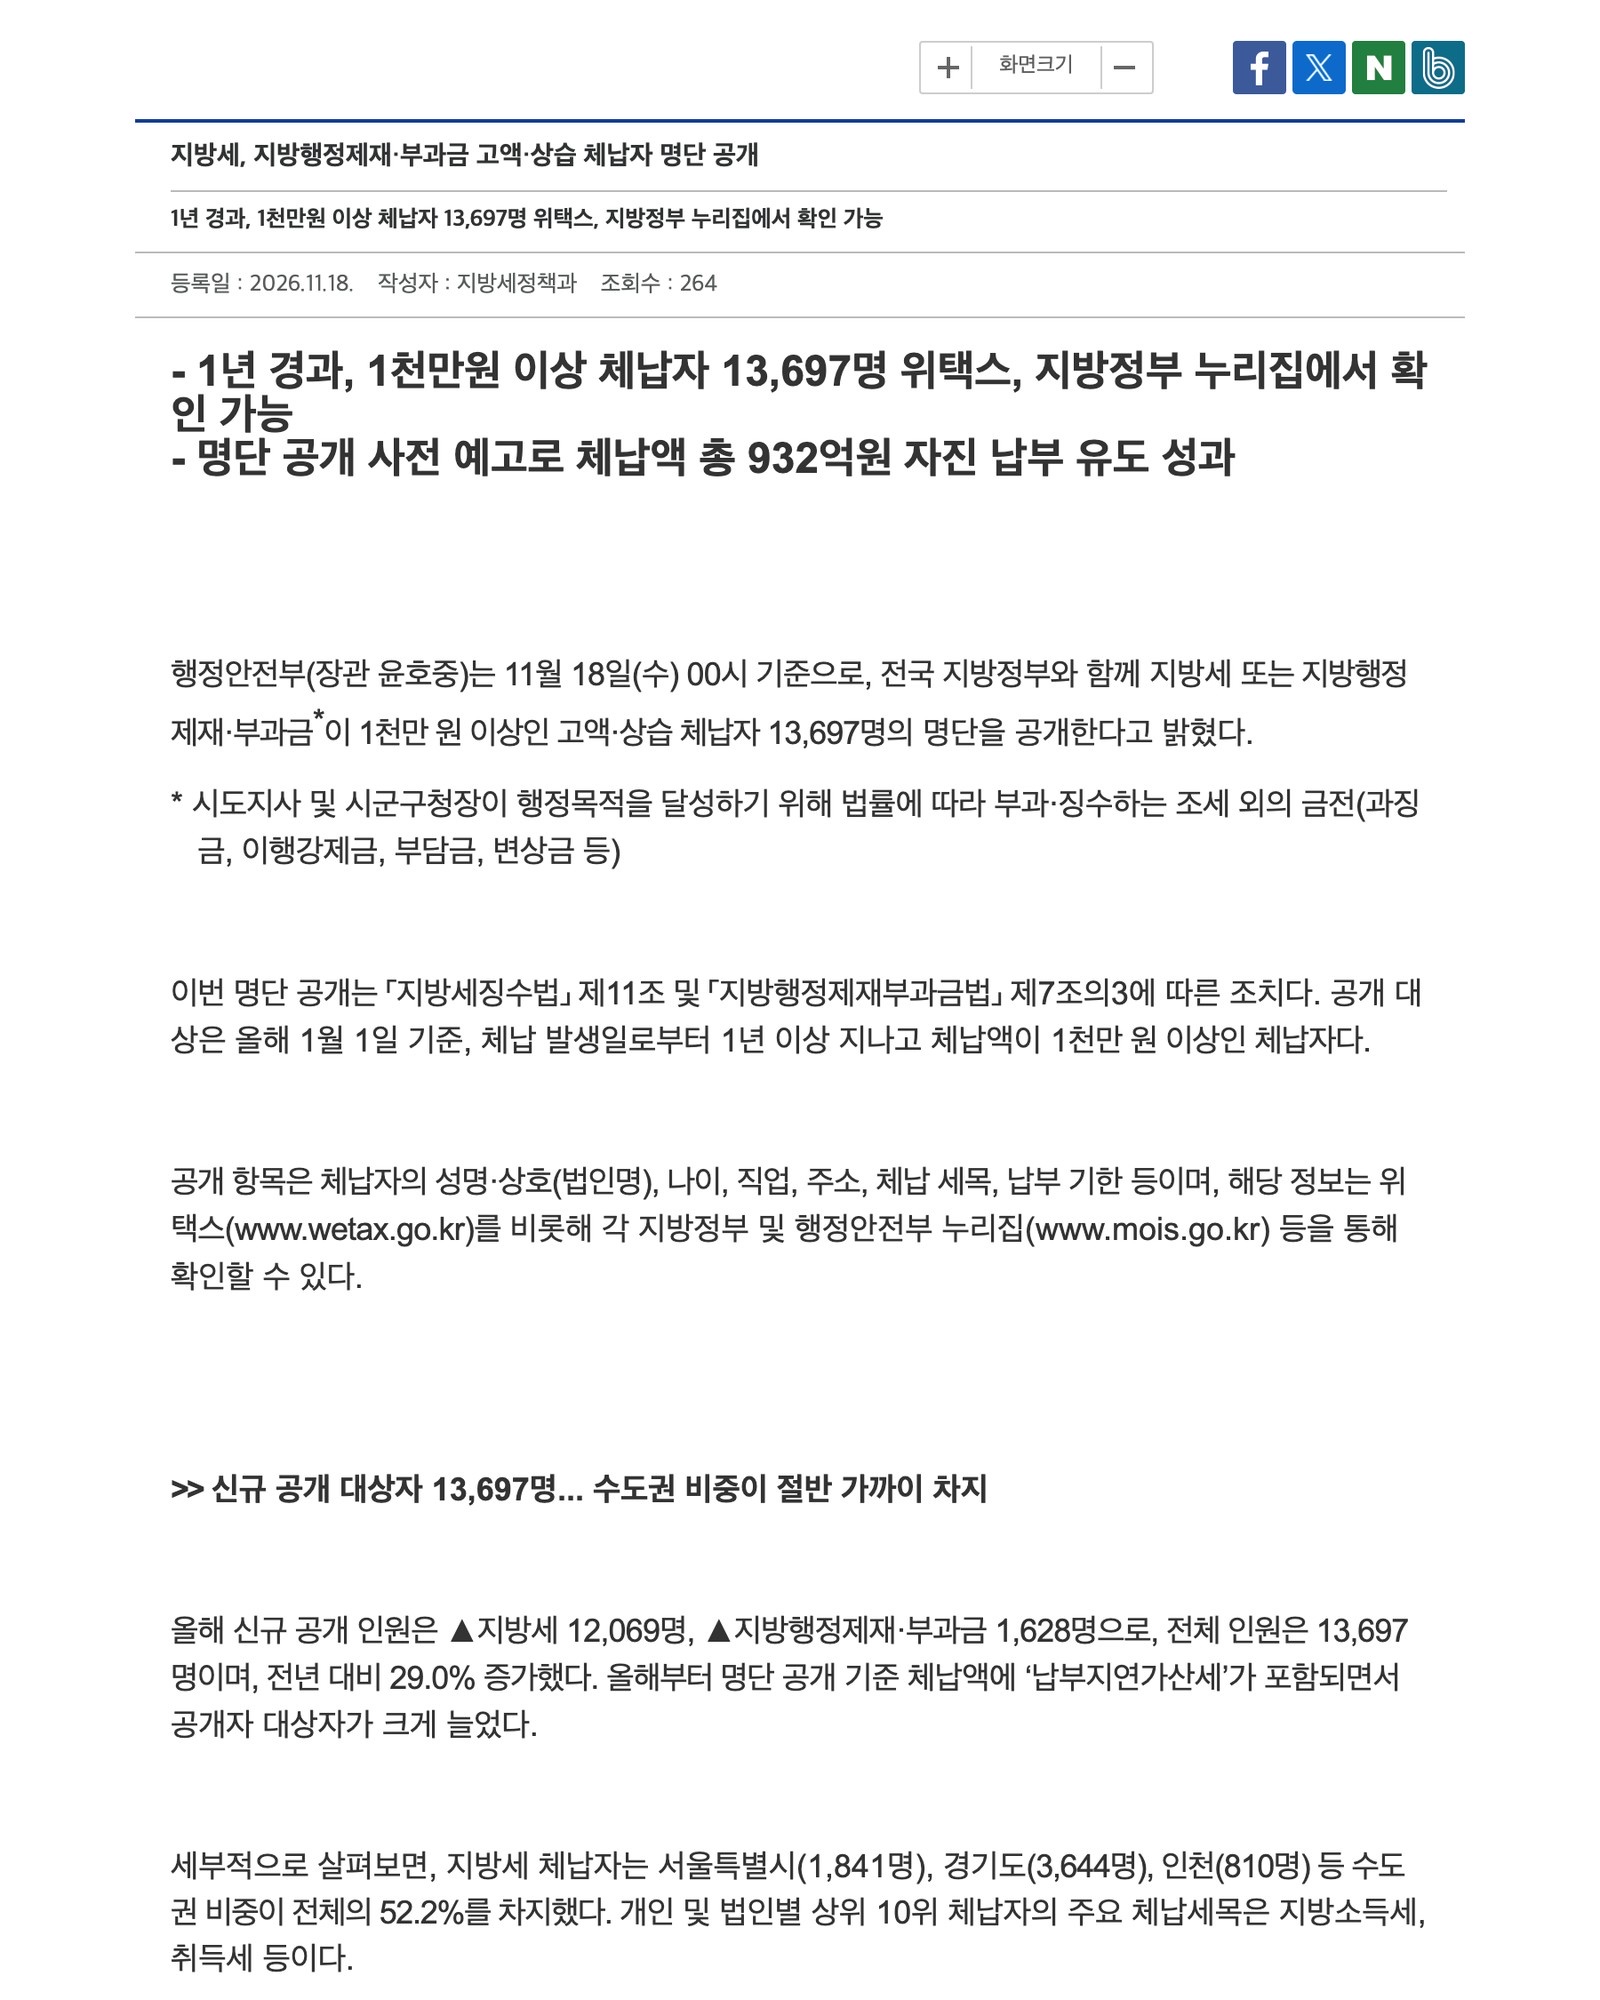 화면크기
지방세, 지방행정제재·부과금 고액·상습 체납자 명단 공개
1년 경과, 1천만원 이상 체납자 13,697명 위택스, 지방정부 누리집에서 확인 가능
등록일 : 2026.11.18. 작성자 : 지방세정책과 조회수 : 264
- 1년 경과, 1천만원 이상 체납자 13,697명 위택스, 지방정부 누리집에서 확
인 가능
- 명단 공개 사전 예고로 체납액 총 932억원 자진 납부 유도 성과
행정안전부(장관 윤호중)는 11월 18일(수) 00시 기준으로, 전국 지방정부와 함께 지방세 또는 지방행정
제재·부과금*이 1천만 원 이상인 고액·상습 체납자 13,697명의 명단을 공개한다고 밝혔다.
* 시도지사 및 시군구청장이 행정목적을 달성하기 위해 법률에 따라 부과·징수하는 조세 외의 금전(과징
금, 이행강제금, 부담금, 변상금 등)
이번 명단 공개는 「지방세징수법」 제11조 및 「지방행정제재부과금법」 제7조의3에 따른 조치다. 공개 대
상은 올해 1월 1일 기준, 체납 발생일로부터 1년 이상 지나고 체납액이 1천만 원 이상인 체납자다.
공개 항목은 체납자의 성명·상호(법인명), 나이, 직업, 주소, 체납 세목, 납부 기한 등이며, 해당 정보는 위
택스(www.wetax.go.kr)를 비롯해 각 지방정부 및 행정안전부 누리집(www.mois.go.kr) 등을 통해
확인할 수 있다.
>> 신규 공개 대상자 13,697명... 수도권 비중이 절반 가까이 차지
올해 신규 공개 인원은 ▲지방세 12,069명, ▲지방행정제재·부과금 1,628명으로, 전체 인원은 13,697
명이며, 전년 대비 29.0% 증가했다. 올해부터 명단 공개 기준 체납액에 ‘납부지연가산세’가 포함되면서
공개자 대상자가 크게 늘었다.
세부적으로 살펴보면, 지방세 체납자는 서울특별시(1,841명), 경기도(3,644명), 인천(810명) 등 수도
권 비중이 전체의 52.2%를 차지했다. 개인 및 법인별 상위 10위 체납자의 주요 체납세목은 지방소득세,
취득세 등이다.